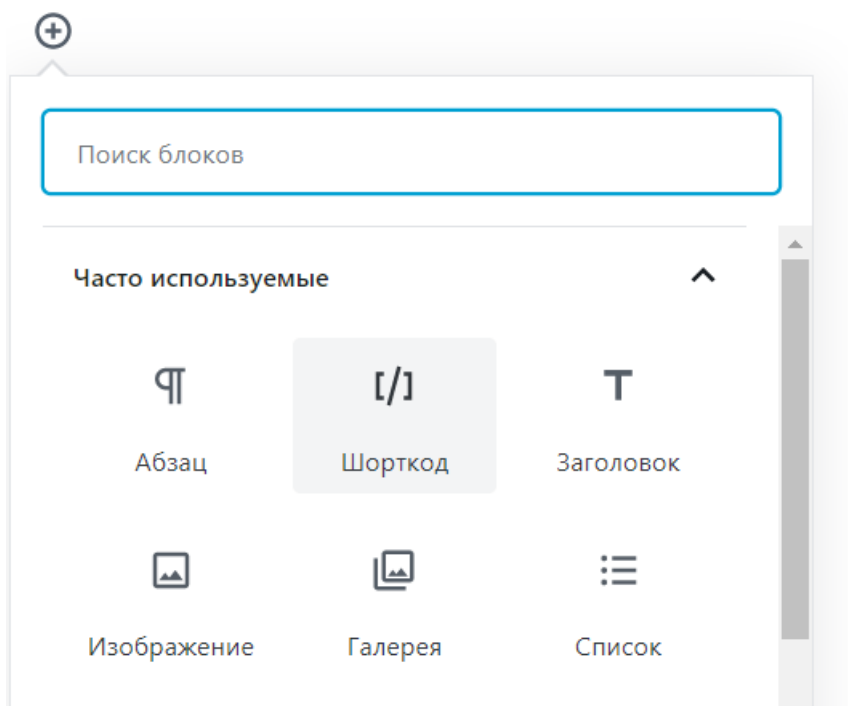 Поиск блоков
Часто используемые
[/] T
Абзац Шорткод Заголовок
Изображение Галерея Список